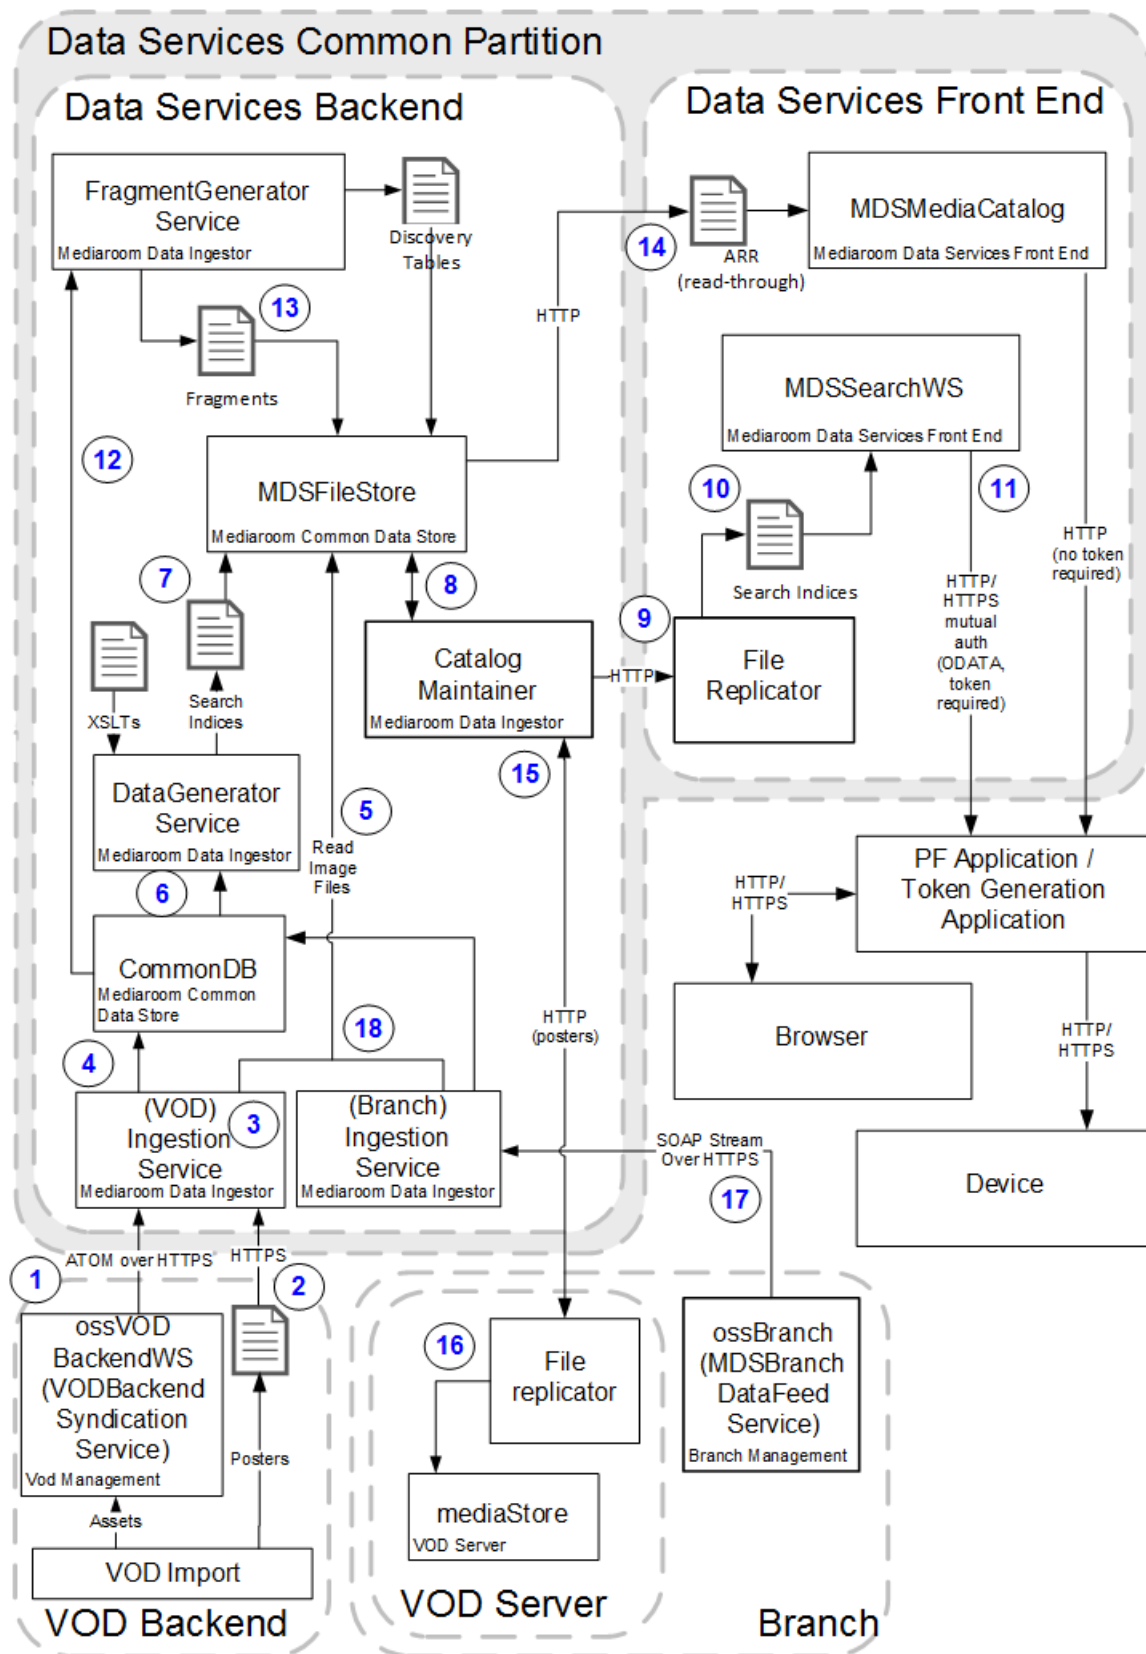 Data Services Common Partition
Data Services Backend
Data Services Front End
FragmentGenerator
Service
Mediaroom Data Ingestor
Discovery
Tables
14
ARR
(read-through)
MDSMediaCatalog
Mediaroom Data Services Front End
13
Fragments
HTTP
MDSSearchWS
Mediaroom Data Services Front End
12
MDSFileStore
Mediaroom Common Data Store
10
Search Indices
11
HTTP
(no token
required)
HTTP/
HTTPS
mutual
auth
(ODATA,
token
required)
7
8
9
XSLTs
Search
Indices
Catalog
Maintainer
Mediaroom Data Ingestor
HTTP
File
Replicator
15
DataGenerator
Service
Mediaroom Data Ingestor
5
Read
Image
Files
6
CommonDB
Mediaroom Common
Data Store
PF Application /
Token Generation
Application
HTTP/
HTTPS
Browser
HTTP/
HTTPS
Device
HTTP
(posters)
18
4
(VOD)
Ingestion
Service
Mediaroom Data Ingestor
3
(Branch)
Ingestion
Service
Mediaroom Data Ingestor
SOAP Stream
Over HTTPS
17
1
ATOM over HTTPS
HTTPS
2
ossVOD
BackendWS
(VODBackend
Syndication
Service)
Vod Management
Posters
Assets
VOD Import
VOD Backend
16
File
replicator
mediaStore
VOD Server
VOD Server
ossBranch
(MDSBranch
DataFeed
Service)
Branch Management
Branch